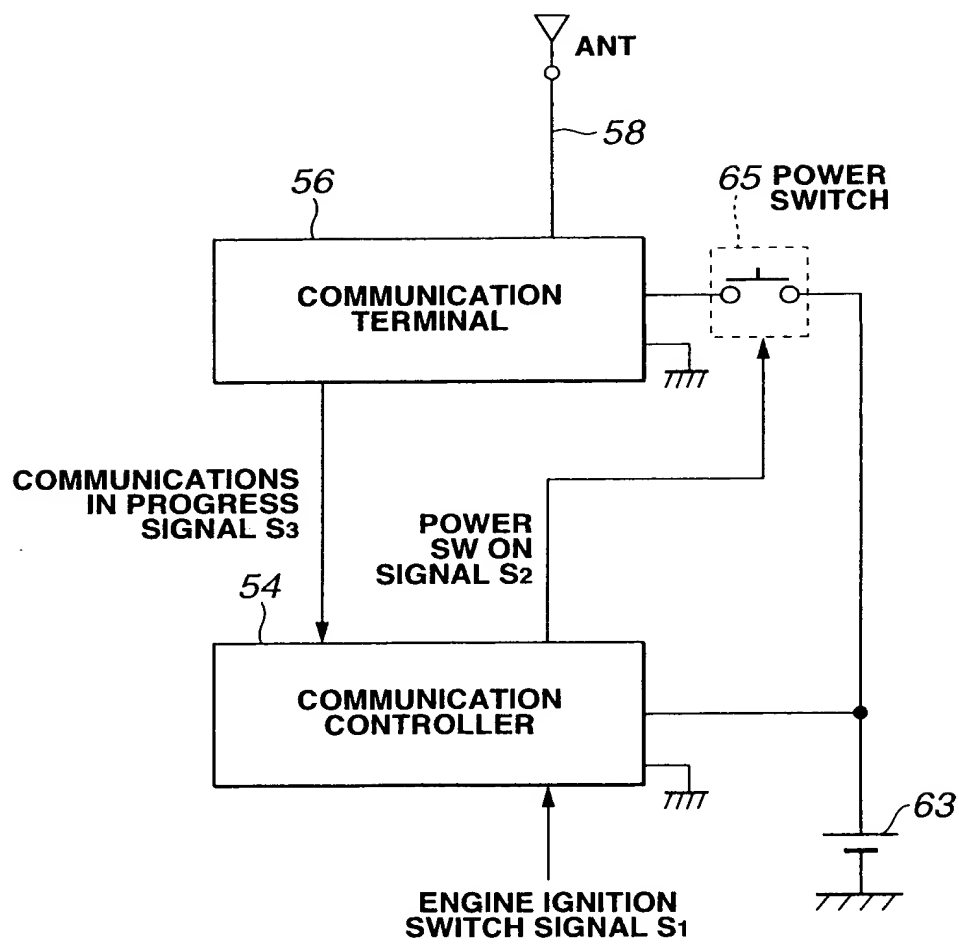 ANT
58
56
65 POWER
SWITCH
COMMUNICATION
TERMINAL
COMMUNICATIONS
IN PROGRESS
SIGNAL S3
POWER
SW ON
SIGNAL S2
54
COMMUNICATION
CONTROLLER
63
ENGINE IGNITION
SWITCH SIGNAL S1